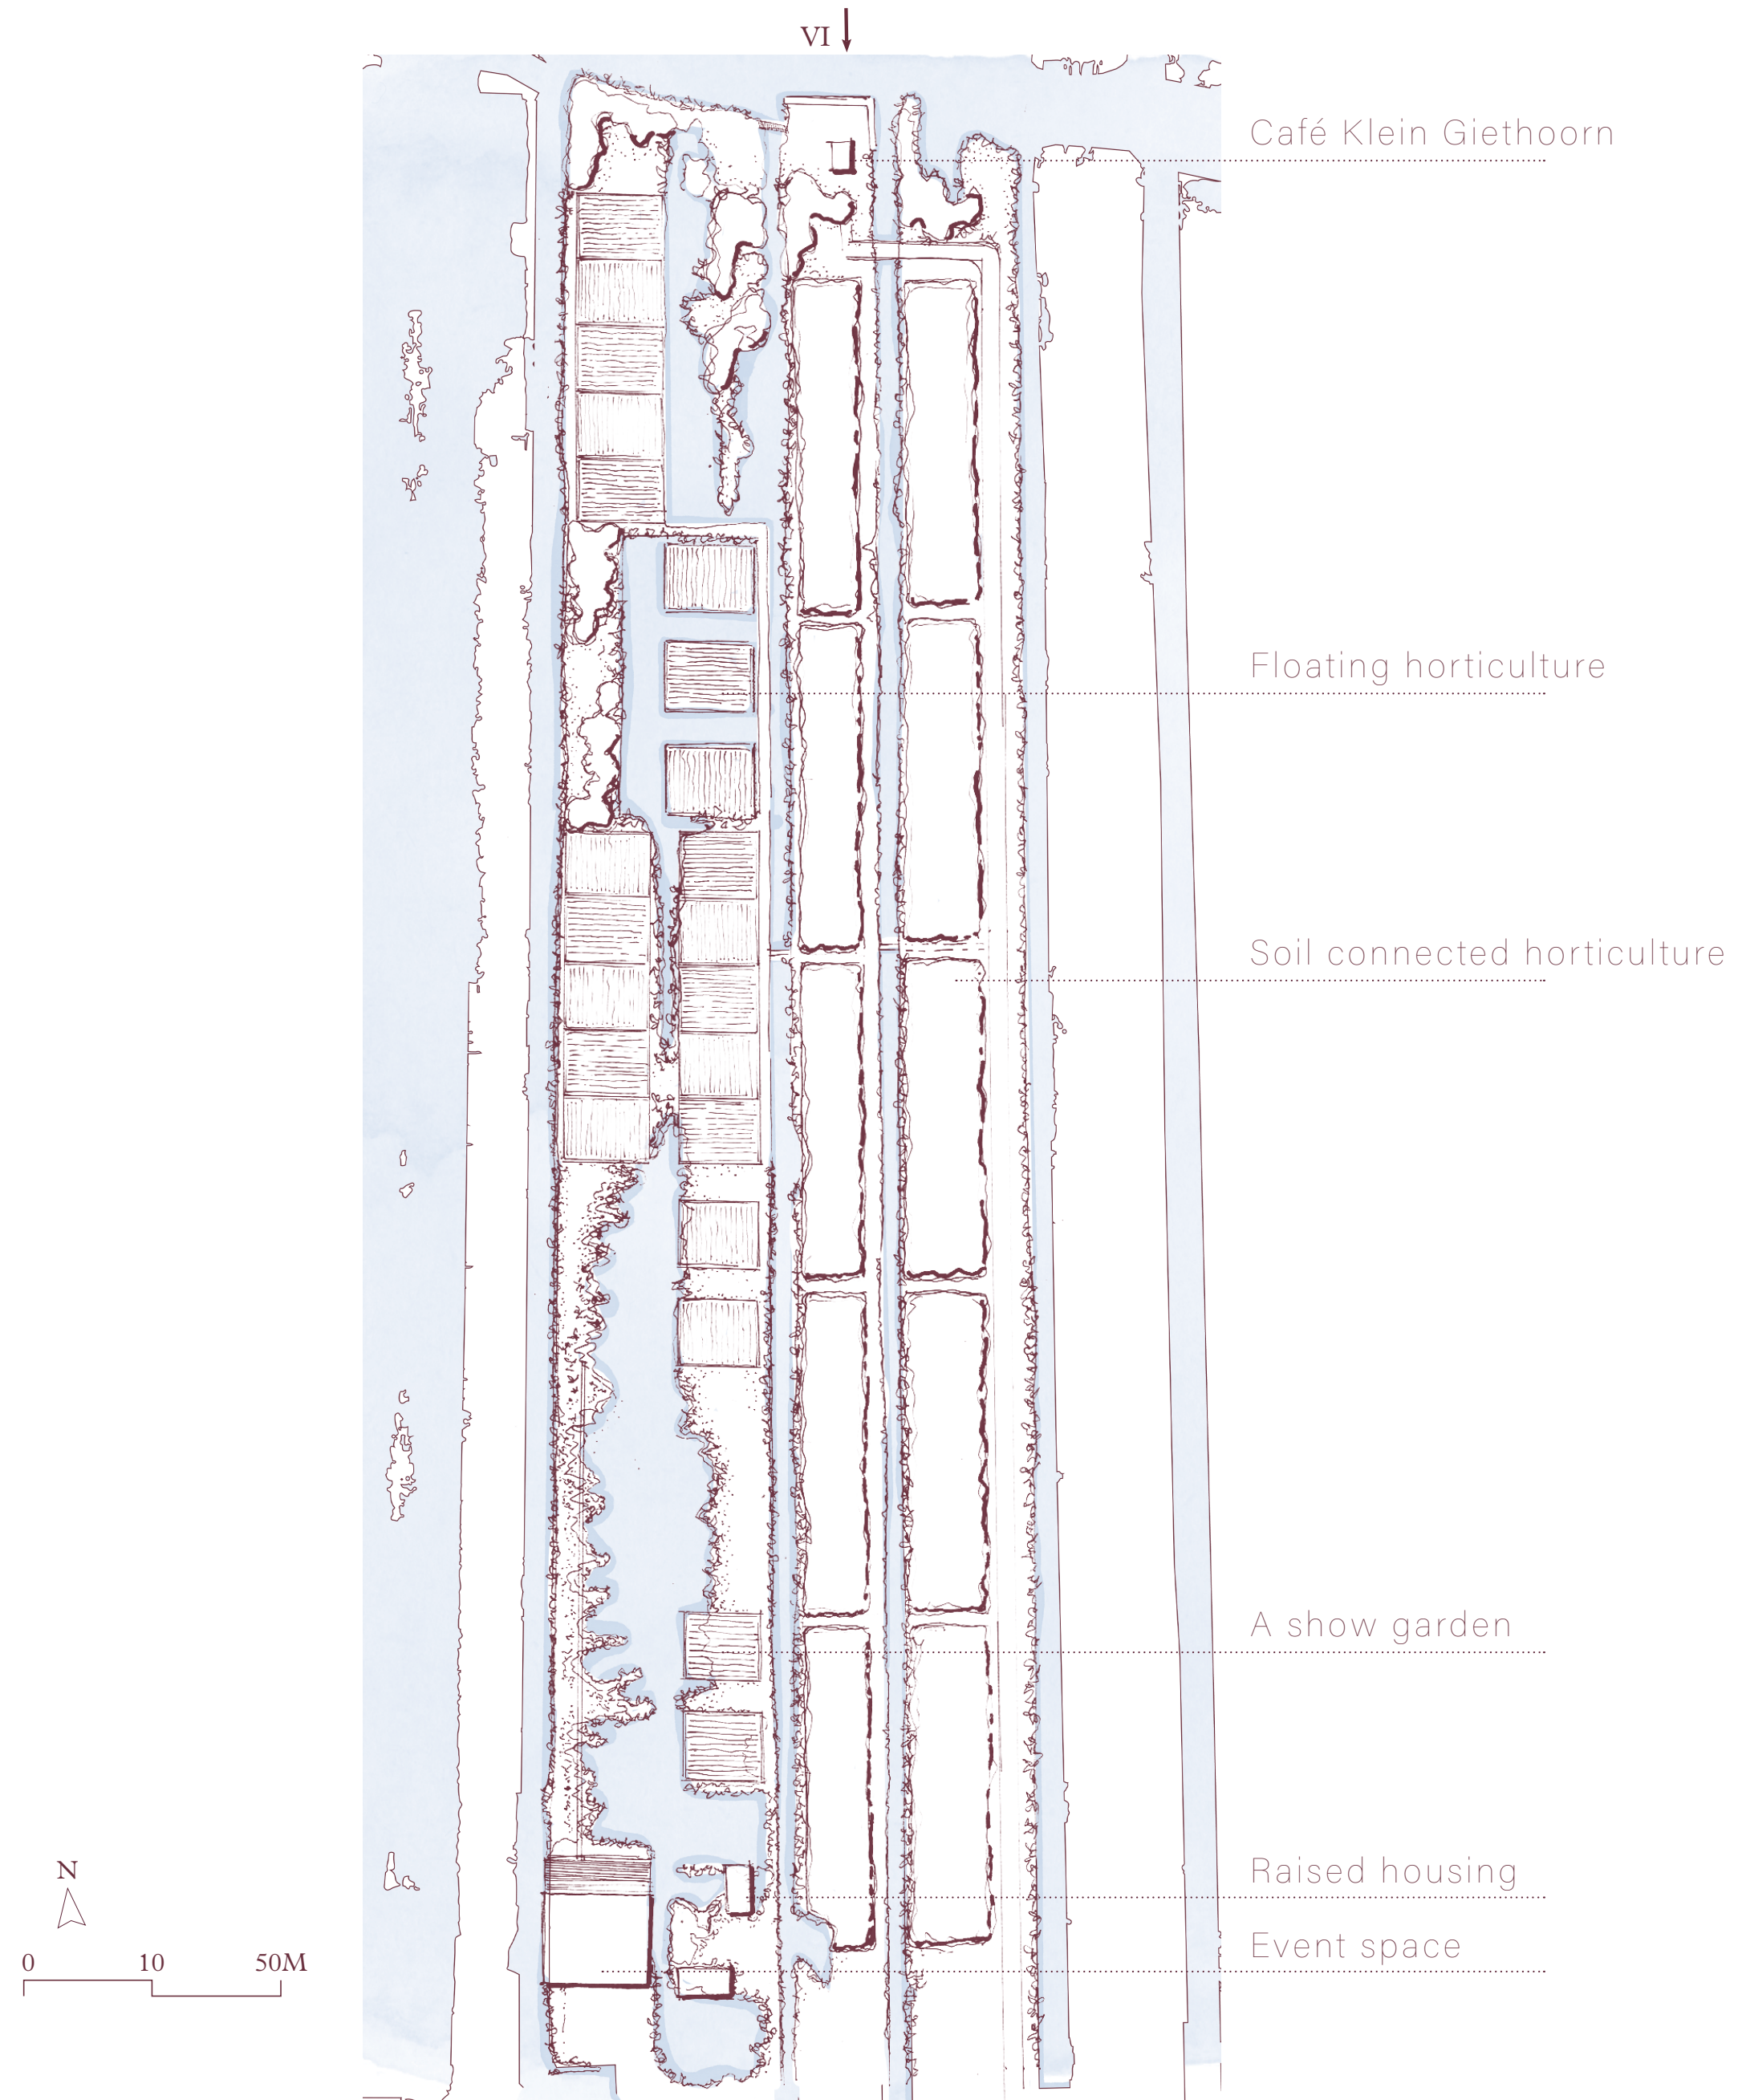 VI
Café Klein Giethoorn
Floating horticulture
Soil connected horticulture
A show garden
Raised housing
Event space
N
0 10 50M